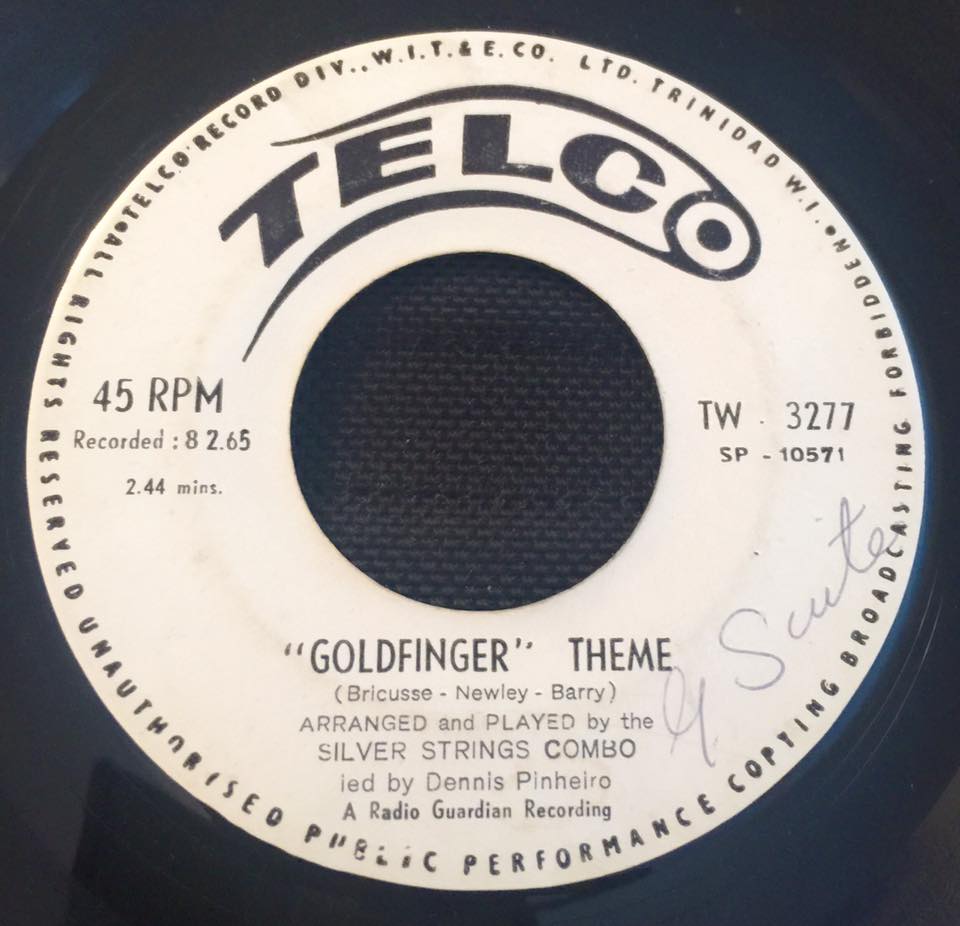 TELCO RECORD DIV., W.I.T. & E. CO. LTD. TRINIDAD W.I. • ALL RIGHTS RESERVED UNAUTHORISED PUBLIC PERFORMANCE COPTING BROADCASTING FORBIDDEN •
TELCO
45 RPM
Recorded : 8 2.65
2.44 mins.
TW . 3277
SP - 10571
"GOLDFINGER" THEME
(Bricusse - Newley - Barry)
ARRANGED and PLAYED by the
SILVER STRINGS COMBO
ied by Dennis Pinheiro
A Radio Guardian Recording